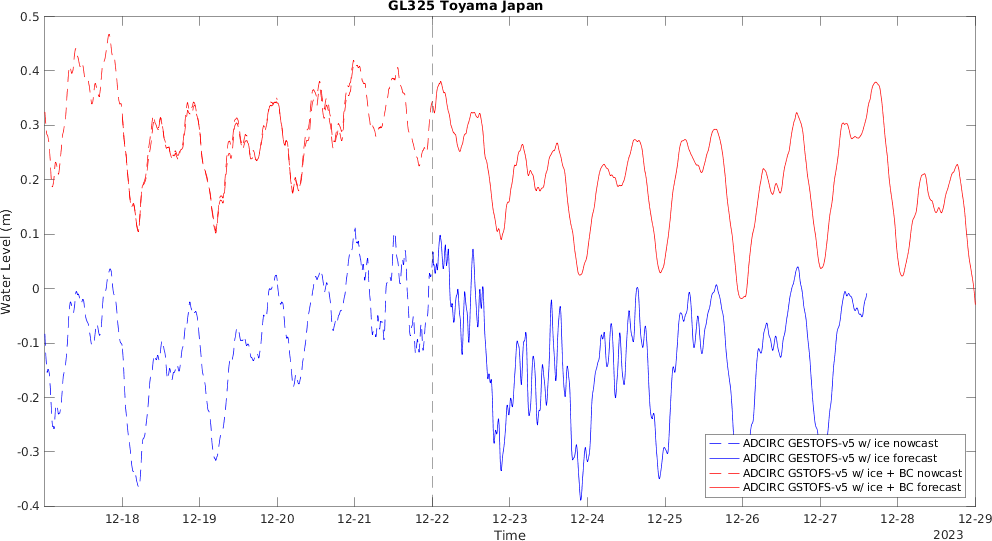 GL325 Toyama Japan
0.5
0.4
0.3
0.2
0.1
0
-0.1
-0.2
-0.3
-0.4
Water Level (m)
ADCIRC GESTOFS-v5 w/ ice nowcast
ADCIRC GESTOFS-v5 w/ ice forecast
ADCIRC GSTOFS-v5 w/ ice + BC nowcast
ADCIRC GSTOFS-v5 w/ ice + BC forecast
12-18 12-19 12-20 12-21 12-22 12-23 12-24 12-25 12-26 12-27 12-28 12-29
Time
2023